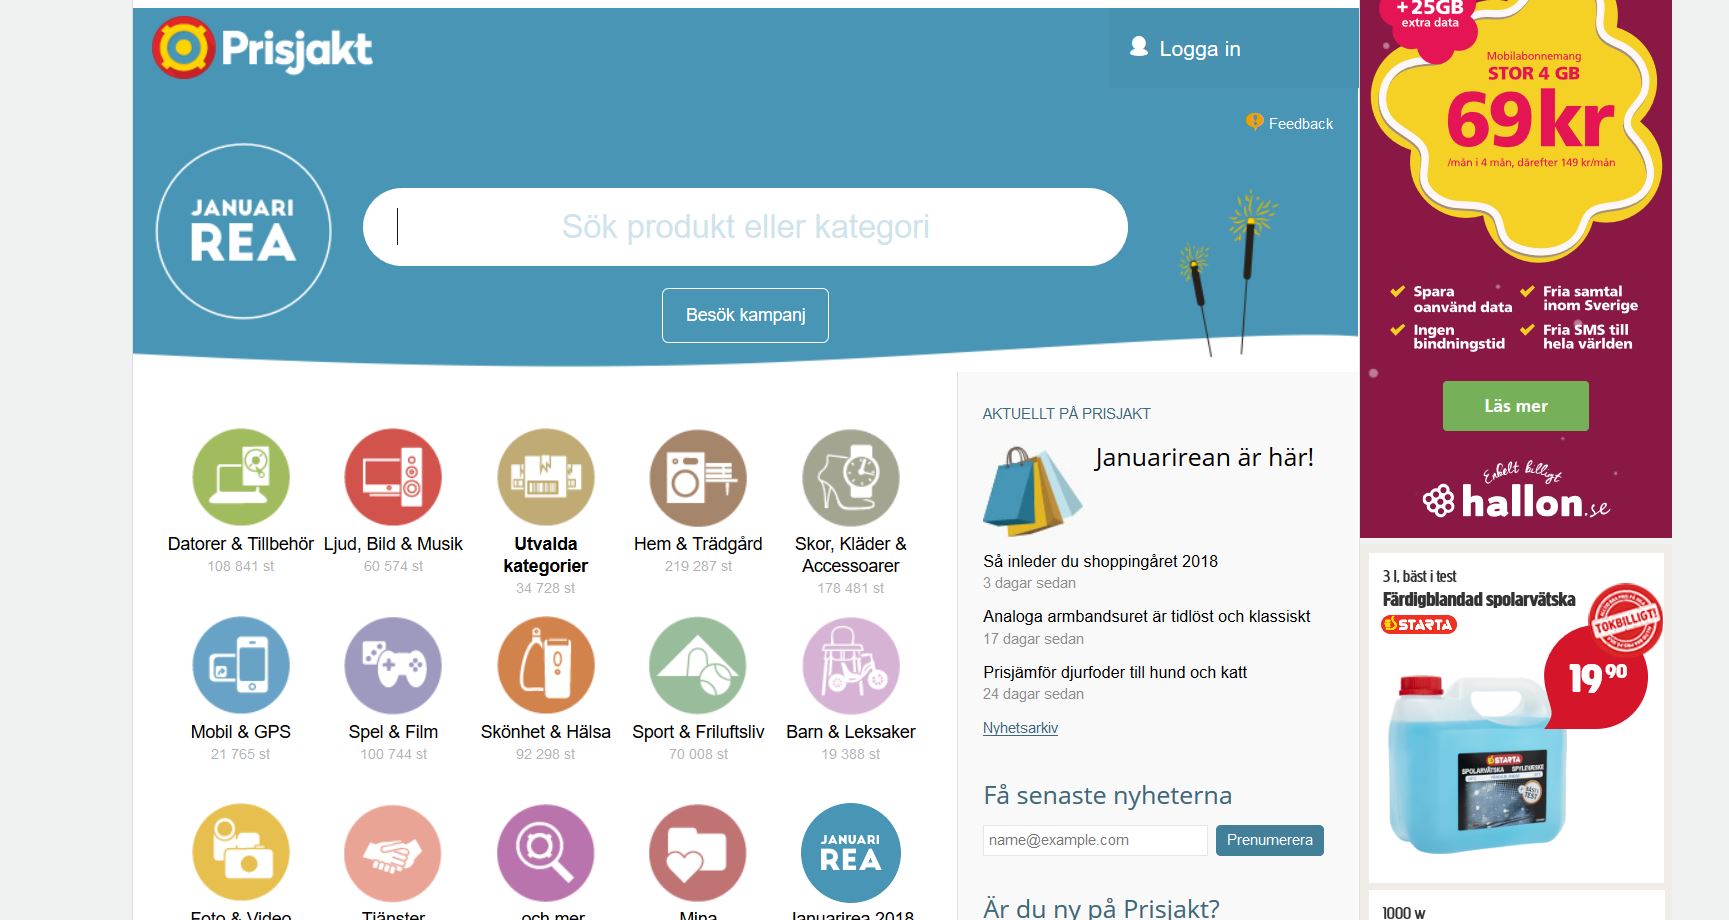 Prisjakt
Logga in
Feedback
JANUARI
REA
Sök produkt eller kategori
Besök kampanj
Datorer & Tillbehör
108 841 st
Ljud, Bild & Musik
60 574 st
Utvalda
kategorier
34 728 st
Hem & Trädgård
219 287 st
Skor, Kläder &
Accessoarer
178 481 st
Mobil & GPS
21 765 st
Spel & Film
100 744 st
Skönhet & Hälsa
92 298 st
Sport & Friluftsliv
70 008 st
Barn & Leksaker
19 388 st
JANUARI
REA
Foto & Video
Tjänster
och mer
Mina
Januarirea 2018
AKTUELLT PÅ PRISJAKT
Januarirean är här!
Så inleder du shoppingåret 2018
3 dagar sedan
Analoga armbandsuret är tidlöst och klassiskt
17 dagar sedan
Prisjämför djurfoder till hund och katt
24 dagar sedan
Nyhetsarkiv
Få senaste nyheterna
name@example.com
Prenumerera
Är du ny på Prisjakt?
+25GB
extra data
Mobilabonnemang
STOR 4 GB
69kr
/mån i 4 mån, därefter 149 kr/mån
Spara
oanvänd data
Fria samtal
inom Sverige
Ingen
bindningstid
Fria SMS till
hela världen
Läs mer
Enkelt billigt
hallon.se
3 l, bäst i test
Färdigblandad spolarvätska
STARTA
TOKBILLIGT!
19 90
STARTA
SPOLARVÄTSKA SPYLEVÆSKE
BÄST I
TEST
1000 w